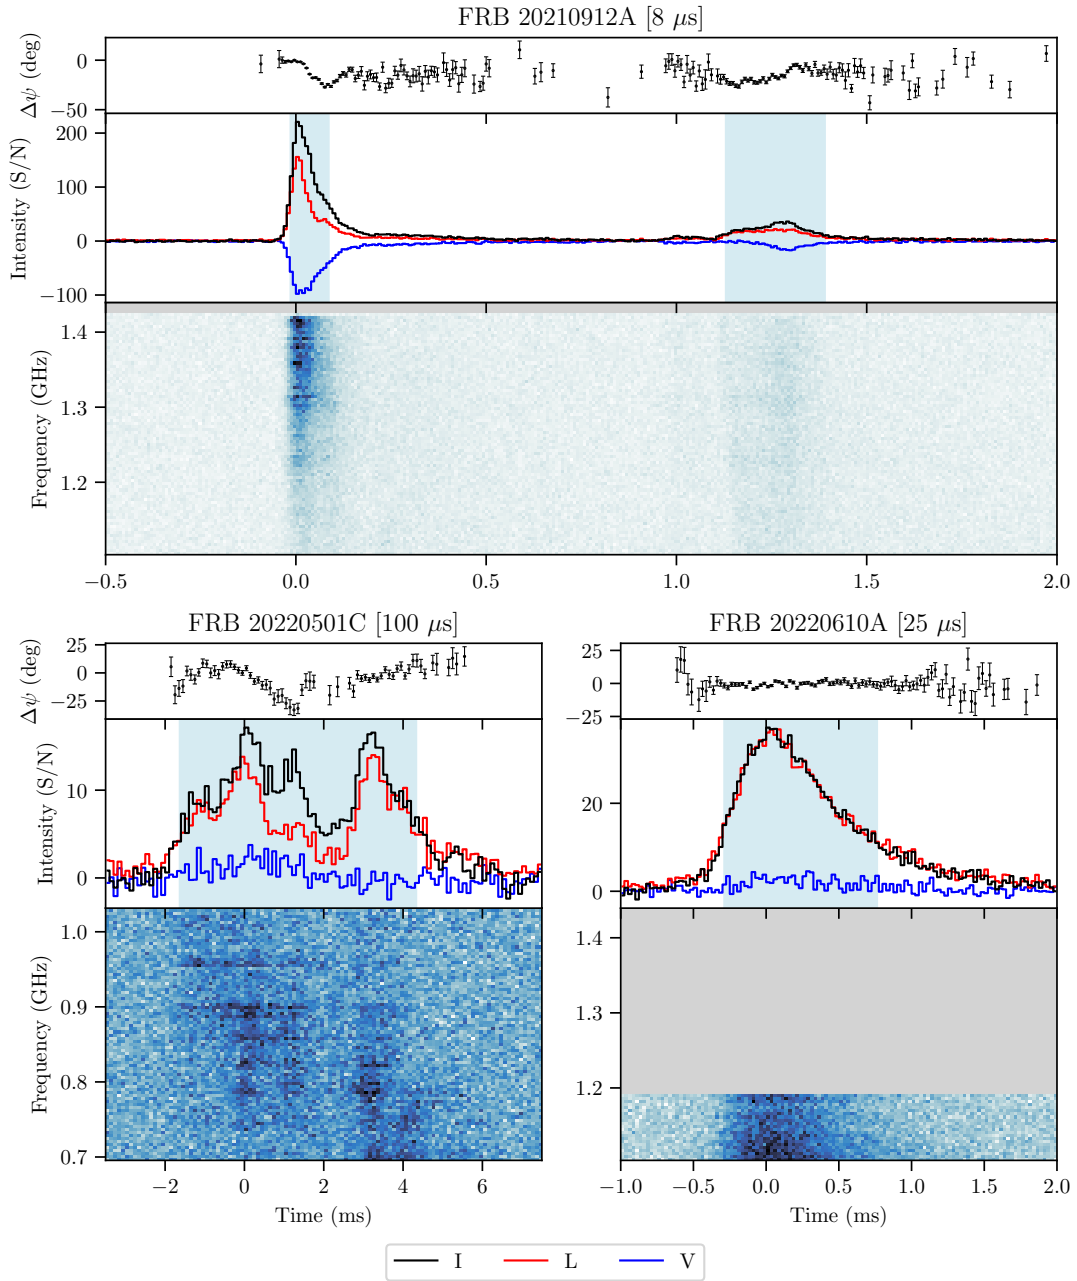 FRB 20210912A [8 μs]
Δψ (deg)
0
−50
Intensity (S/N)
200
100
0
−100
Frequency (GHz)
1.4
1.3
1.2
−0.5 0.0 0.5 1.0 1.5 2.0
FRB 20220501C [100 μs]
Δψ (deg)
25
0
−25
Intensity (S/N)
10
0
Frequency (GHz)
1.0
0.9
0.8
0.7
−2 0 2 4 6
Time (ms)
FRB 20220610A [25 μs]
25
0
−25
20
0
1.4
1.3
1.2
−1.0 −0.5 0.0 0.5 1.0 1.5 2.0
Time (ms)
I L V